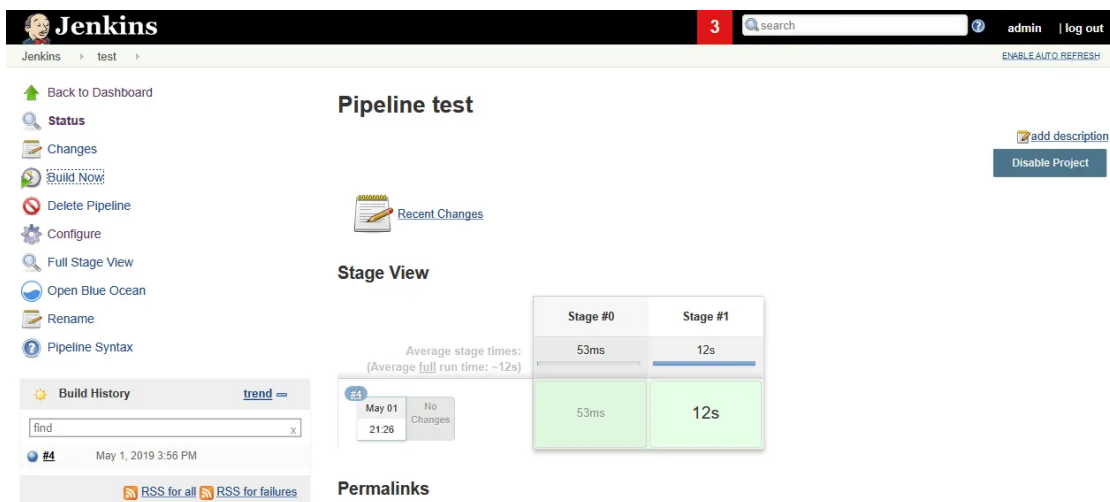 Jenkins
3
search
admin | log out
Jenkins test
ENABLE AUTO REFRESH
Back to Dashboard
Status
Changes
Build Now
Delete Pipeline
Configure
Full Stage View
Open Blue Ocean
Rename
Pipeline Syntax
Build History trend
find x
#4 May 1, 2019 3:56 PM
RSS for all RSS for failures
Pipeline test
add description
Disable Project
Recent Changes
Stage View
Stage #0 Stage #1
Average stage times: 53ms 12s
(Average full run time: ~12s)
#4
May 01
21:26
No
Changes
53ms 12s
Permalinks